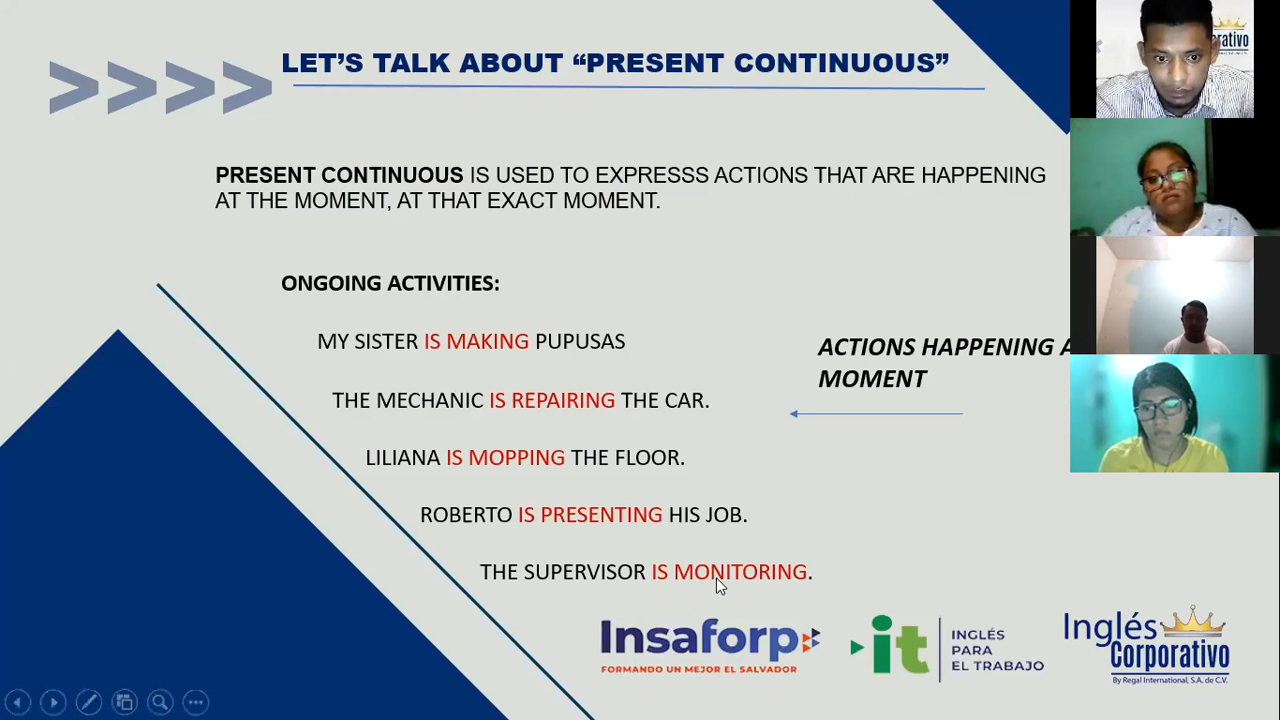 LET'S TALK ABOUT “PRESENT CONTINUOUS”
PRESENT CONTINUOUS IS USED TO EXPRESSS ACTIONS THAT ARE HAPPENING
AT THE MOMENT, AT THAT EXACT MOMENT.
ONGOING ACTIVITIES:
MY SISTER IS MAKING PUPUSAS
THE MECHANIC IS REPAIRING THE CAR.
LILIANA IS MOPPING THE FLOOR.
ROBERTO IS PRESENTING HIS JOB.
THE SUPERVISOR IS MONITORING.
ACTIONS HAPPENING A
MOMENT
Insaforp
FORMANDO UN MEJOR EL SALVADOR
it
INGLÉS
PARA
EL TRABAJO
Inglés
Corporativo
By Regal International, S.A. de C.V.